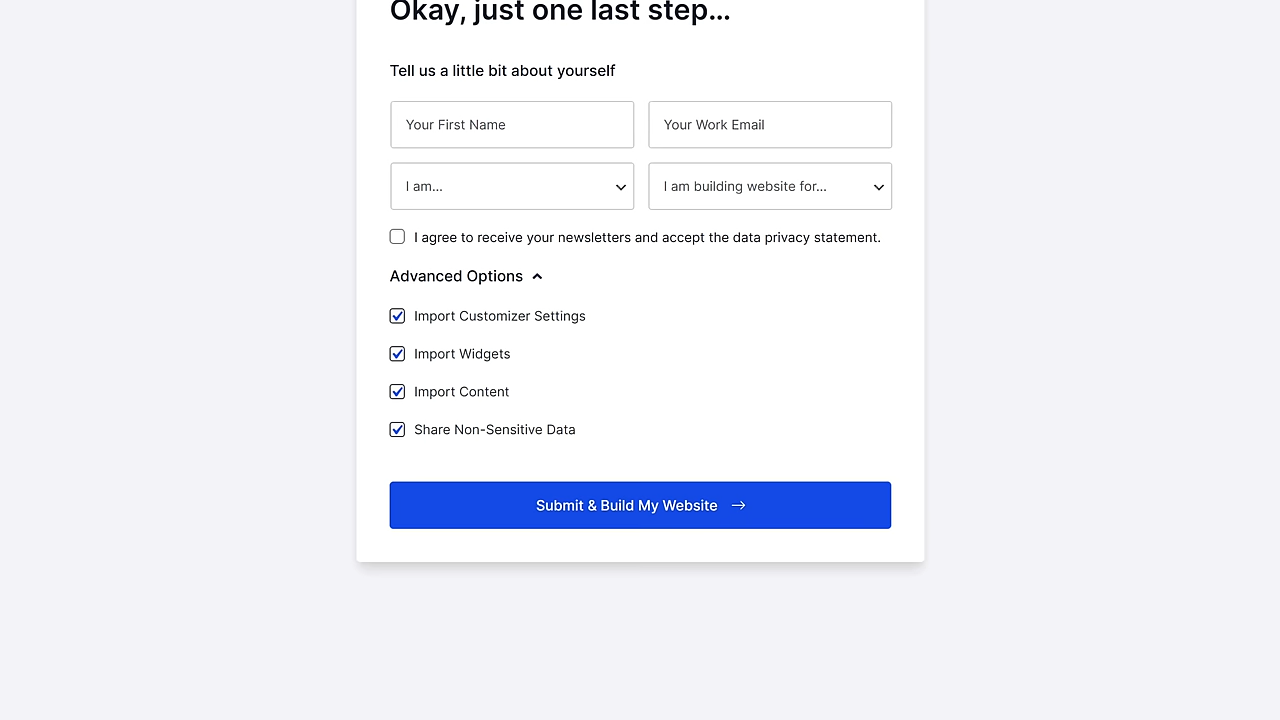 Okay, just one last step...
Tell us a little bit about yourself
Your First Name
Your Work Email
I am...
I am building website for...
I agree to receive your newsletters and accept the data privacy statement.
Advanced Options
Import Customizer Settings
Import Widgets
Import Content
Share Non-Sensitive Data
Submit & Build My Website →